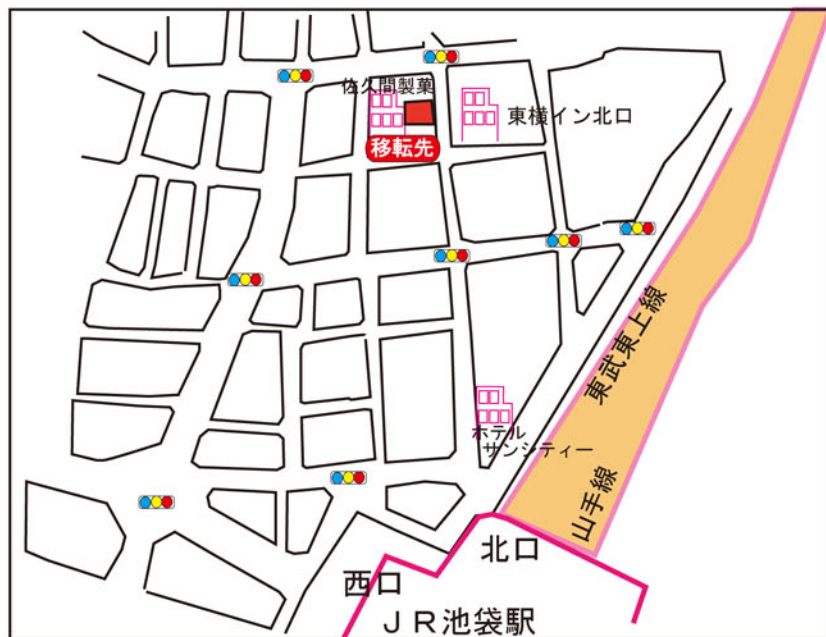 佐久間製菓
東横イン北口
移転先
東武東上線
ホテル
サンシティー
山手線
北口
西口
ＪＲ池袋駅